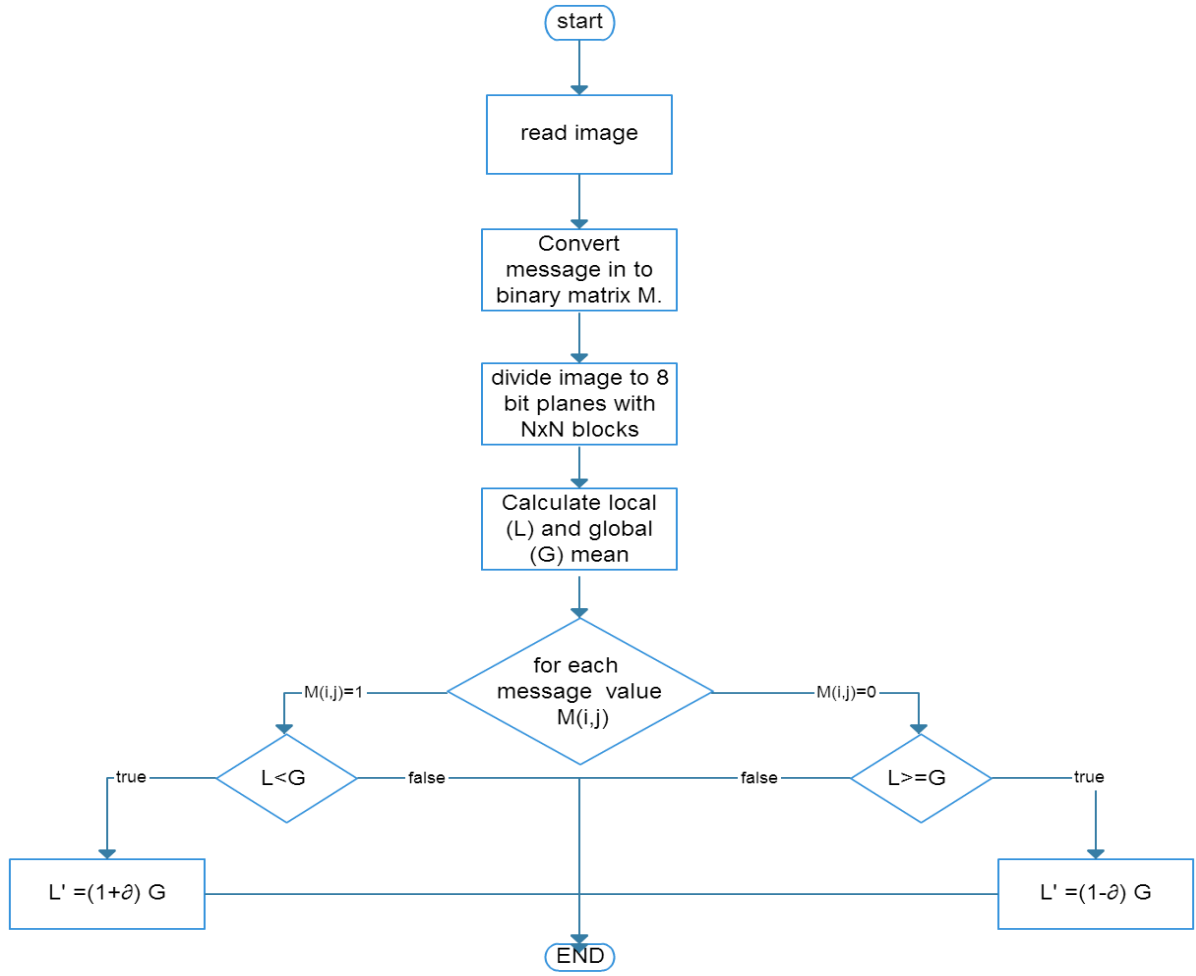 start
read image
Convert
message in to
binary matrix M.
divide image to 8
bit planes with
NxN blocks
Calculate local
(L) and global
(G) mean
for each
message value
M(i,j)
M(i,j)=1
M(i,j)=0
L<G
L>=G
true
false
false
true
L' =(1+∂) G
L' =(1-∂) G
END